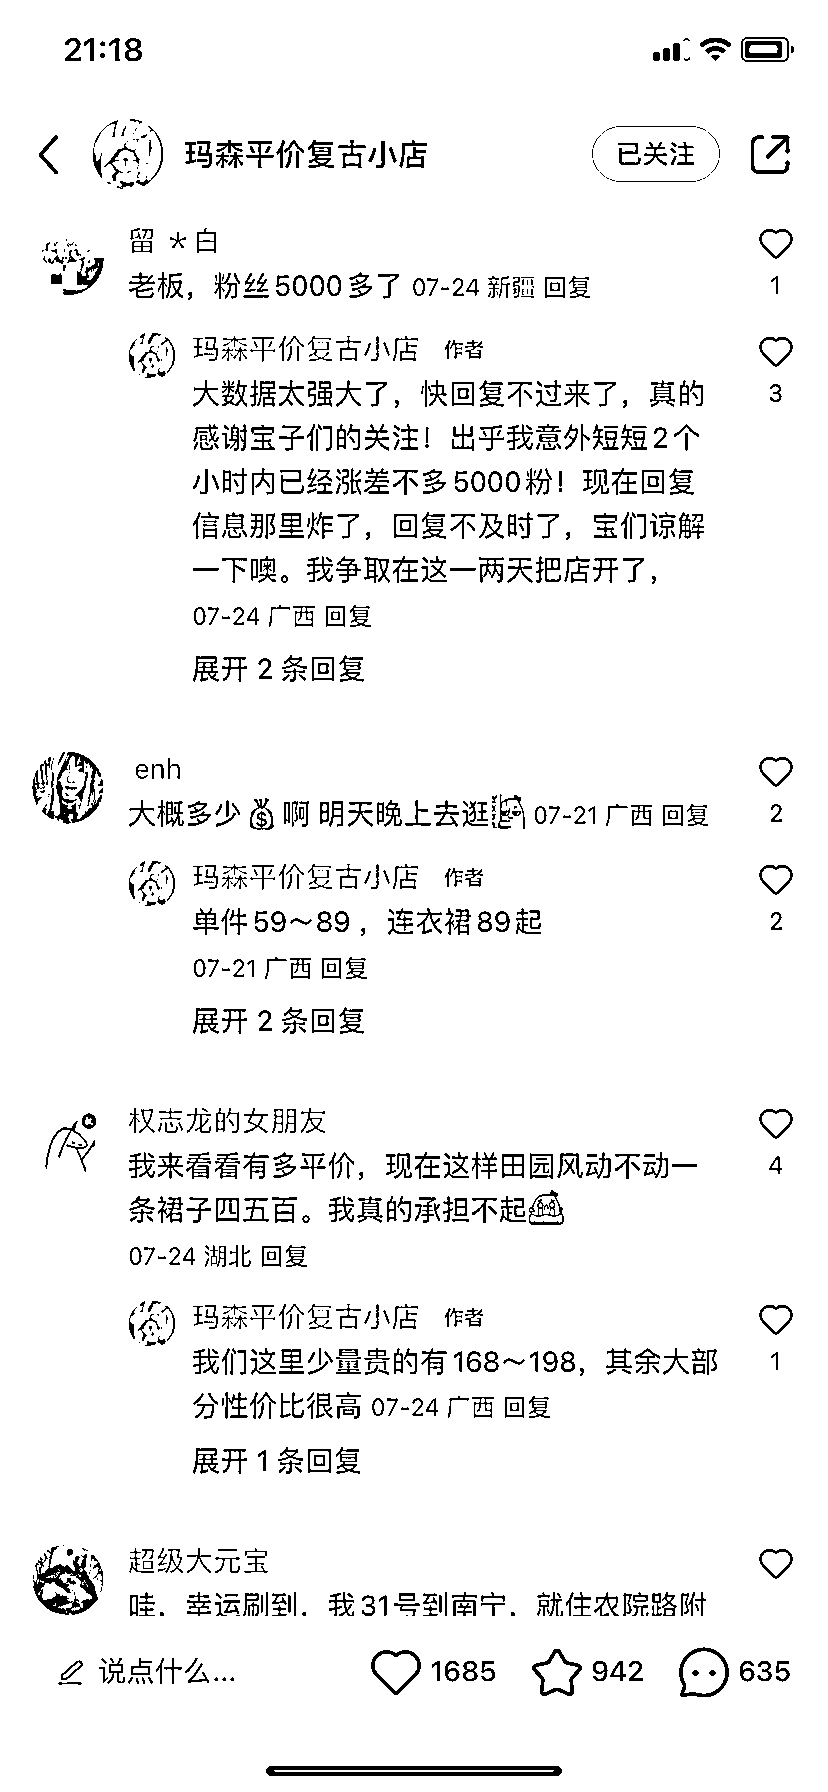 21:18
玛森平价复古小店
已关注
留 ＊白
老板，粉丝5000多了 07-24 新疆 回复
1
玛森平价复古小店 作者
大数据太强大了，快回复不过来了，真的
3
感谢宝子们的关注！出乎我意外短短2个
小时内已经涨差不多5000粉！现在回复
信息那里炸了，回复不及时了，宝们谅解
一下噢。我争取在这一两天把店开了，
07-24 广西 回复
展开 2 条回复
enh
大概多少💰啊 明天晚上去逛 07-21 广西 回复
2
玛森平价复古小店 作者
单件59～89 ，连衣裙89起
2
07-21 广西 回复
展开 2 条回复
权志龙的女朋友
我来看看有多平价，现在这样田园风动不动一
4
条裙子四五百。我真的承担不起
07-24 湖北 回复
玛森平价复古小店 作者
我们这里少量贵的有168～198，其余大部
1
分性价比很高 07-24 广西 回复
展开 1 条回复
超级大元宝
哇，幸运刷到，我31号到南宁，就住农院路附
说点什么... 1685 942 635